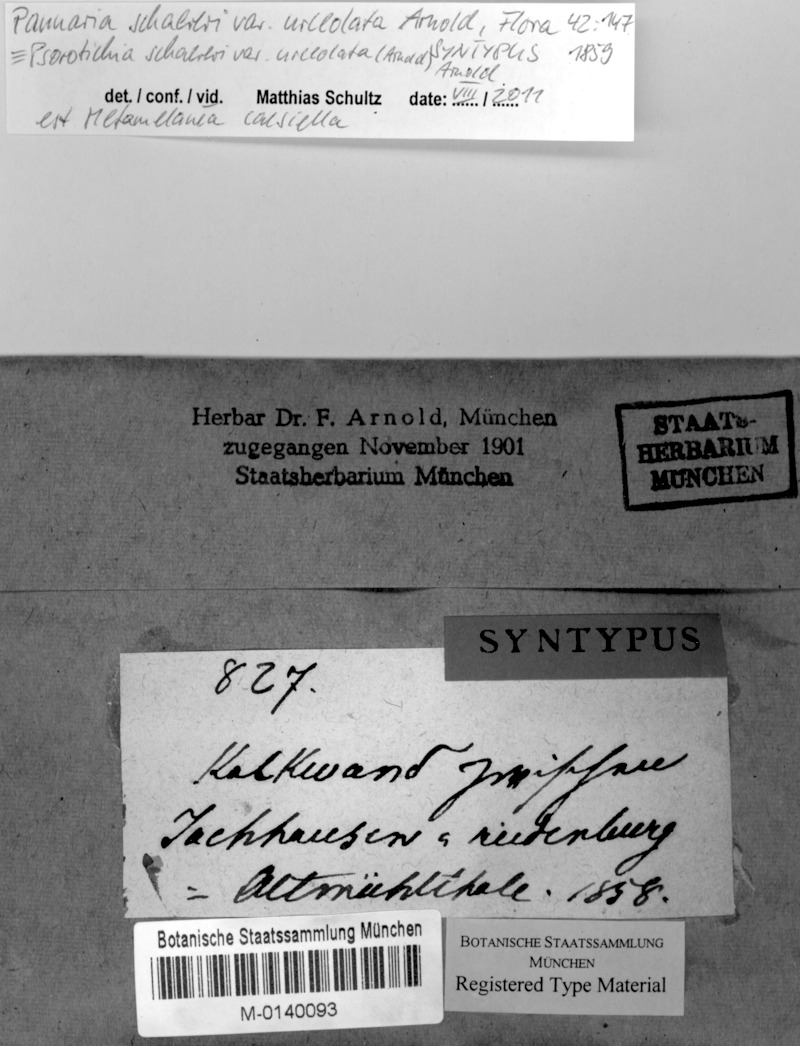 Pannaria schaereri var. urceolata Arnold, Flora 42:147
≡Psorotichia schaereri var. urceolata (Arnold) SYNTYPUS 1859
Arnold
det. / conf. / vid. Matthias Schultz date: VIII / 2011
est Metamelanea caesiella
Herbar Dr. F. Arnold, München
zugegangen November 1901
Staatsherbarium München
STAATS-
HERBARIUM
MÜNCHEN
SYNTYPUS
827.
Kalkwand zwischen
Jachhausen u riedenburg
= Altmühlthale. 1858.
Botanische Staatssammlung München
M-0140093
BOTANISCHE STAATSSAMMLUNG
MÜNCHEN
Registered Type Material